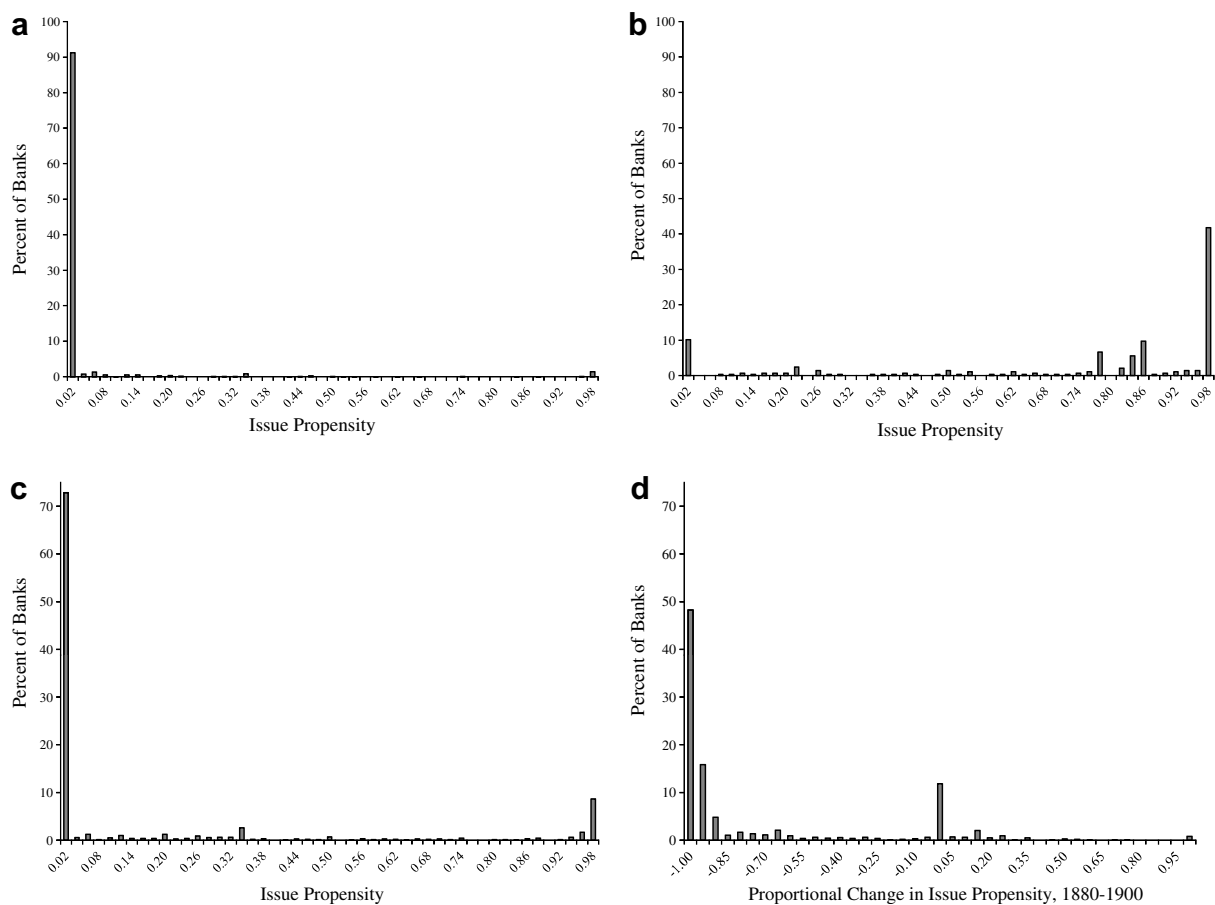 a
100
90
80
70
60
50
40
30
20
10
0
Percent of Banks
0.02 0.08 0.14 0.20 0.26 0.32 0.38 0.44 0.50 0.56 0.62 0.68 0.74 0.80 0.86 0.92 0.98
Issue Propensity
b
100
90
80
70
60
50
40
30
20
10
0
Percent of Banks
0.02 0.08 0.14 0.20 0.26 0.32 0.38 0.44 0.50 0.56 0.62 0.68 0.74 0.80 0.86 0.92 0.98
Issue Propensity
c
70
60
50
40
30
20
10
0
Percent of Banks
0.02 0.08 0.14 0.20 0.26 0.32 0.38 0.44 0.50 0.56 0.62 0.68 0.74 0.80 0.86 0.92 0.98
Issue Propensity
d
70
60
50
40
30
20
10
0
Percent of Banks
-1.00 -0.85 -0.70 -0.55 -0.40 -0.25 -0.10 0.05 0.20 0.35 0.50 0.65 0.80 0.95
Proportional Change in Issue Propensity, 1880-1900